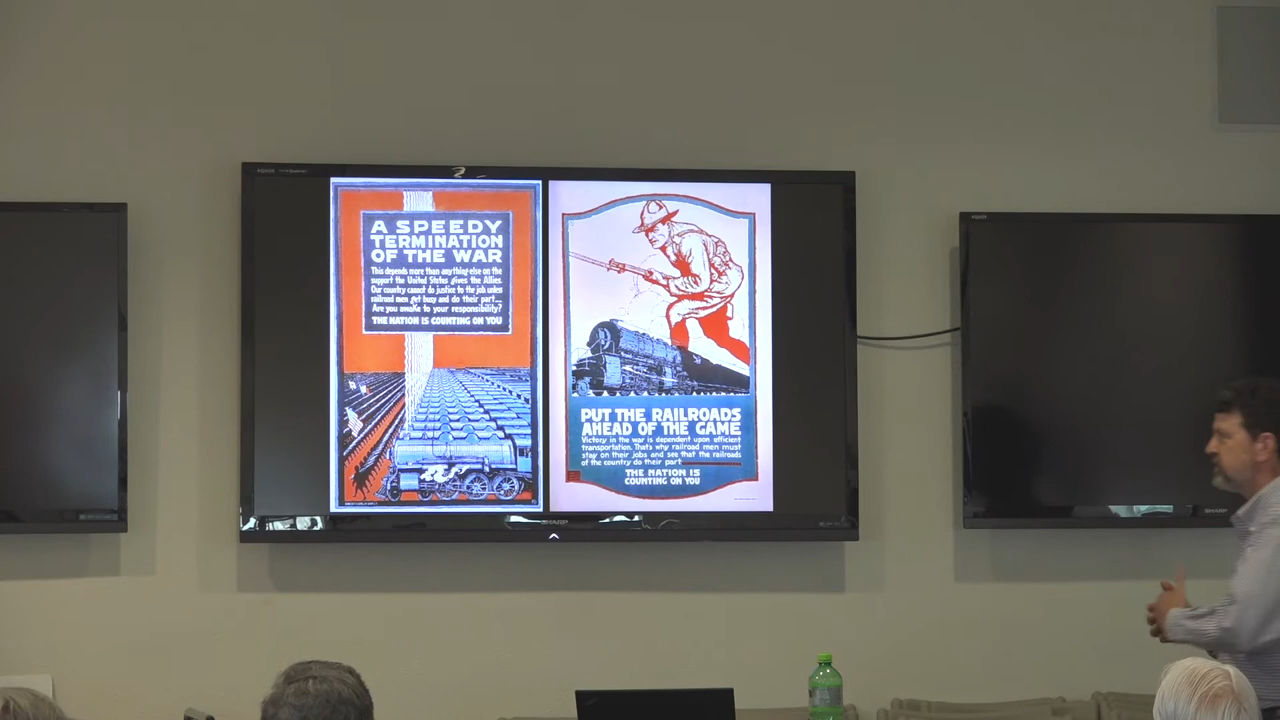 A SPEEDY
TERMINATION
OF THE WAR
This depends more than anything else on the
support the United States gives the Allies.
Our country cannot do justice to the job unless
railroad men get busy and do their part...
Are you awake to your responsibility?
THE NATION IS COUNTING ON YOU
PUT THE RAILROADS
AHEAD OF THE GAME
Victory in the war is dependent upon efficient
transportation. That's why railroad men must
stay on their jobs and see that the railroads
of the country do their part
THE NATION IS
COUNTING ON YOU
SHARP
SHARP